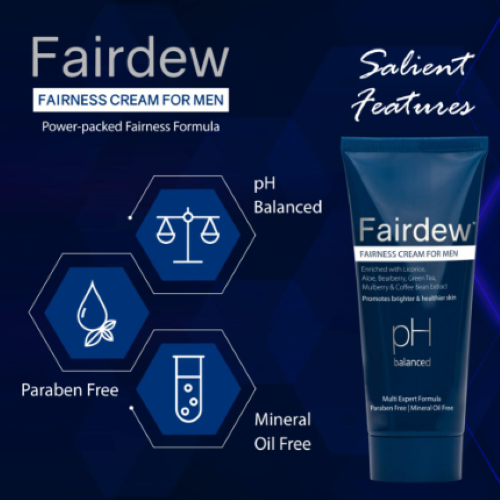 Fairdew
FAIRNESS CREAM FOR MEN
Power-packed Fairness Formula
Salient
Features
pH
Balanced
Paraben Free
Mineral
Oil Free
Fairdew™
FAIRNESS CREAM FOR MEN
Enriched with Licorice,
Aloe, Bearberry, Green Tea,
Mulberry & Coffee Bean Extract
Promotes brighter & healthier skin
pH
balanced
Multi Expert Formula
Paraben Free | Mineral Oil Free